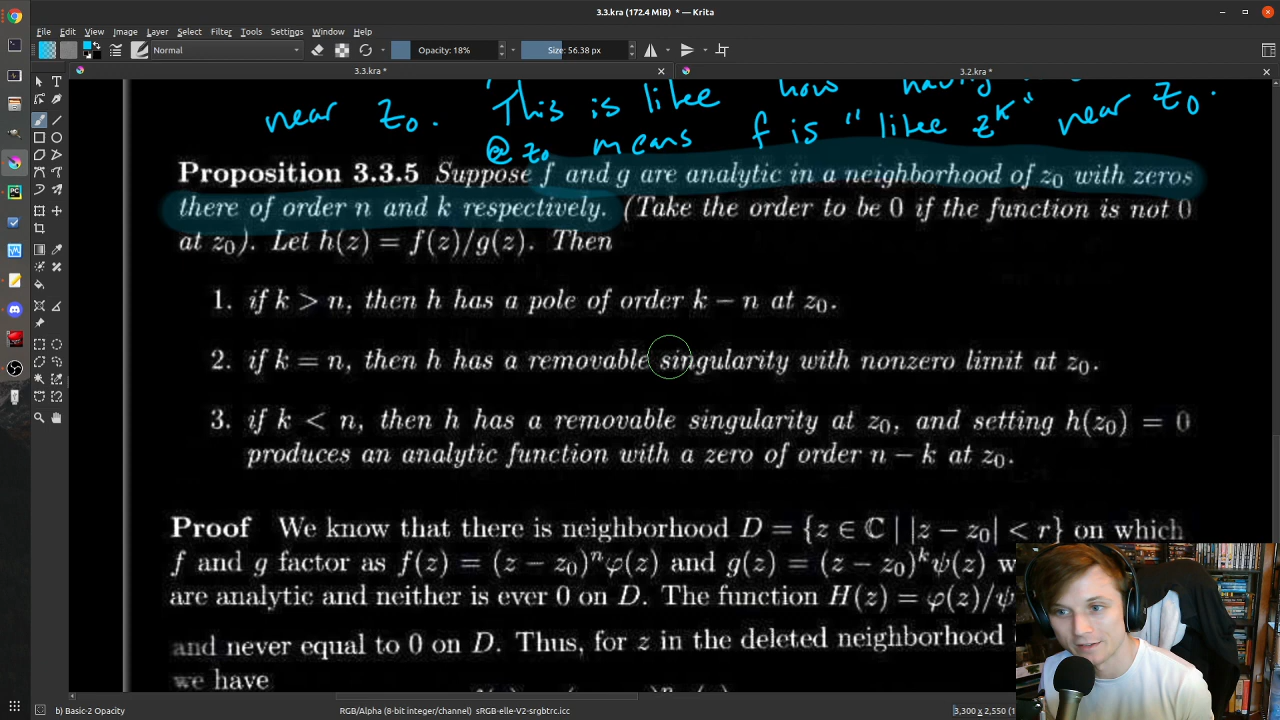 3.3.kra (172.4 MiB) * — Krita
File Edit View Image Layer Select Filter Tools Settings Window Help
Normal Opacity: 18% Size: 56.38 px
3.3.kra * 3.2.kra *
near z₀. This is like how having
@ z₀ means f is "like zᵏ" near z₀.
Proposition 3.3.5 Suppose f and g are analytic in a neighborhood of z₀ with zeros
there of order n and k respectively. (Take the order to be 0 if the function is not 0
at z₀). Let h(z) = f(z)/g(z). Then
1. if k > n, then h has a pole of order k − n at z₀.
2. if k = n, then h has a removable singularity with nonzero limit at z₀.
3. if k < n, then h has a removable singularity at z₀, and setting h(z₀) = 0
produces an analytic function with a zero of order n − k at z₀.
Proof We know that there is neighborhood D = {z ∈ ℂ | |z − z₀| < r} on which
f and g factor as f(z) = (z − z₀)ⁿφ(z) and g(z) = (z − z₀)ᵏψ(z)
are analytic and neither is ever 0 on D. The function H(z) = φ(z)/ψ
and never equal to 0 on D. Thus, for z in the deleted neighborhood
we have
b) Basic-2 Opacity RGB/Alpha (8-bit integer/channel) sRGB-elle-V2-srgbtrc.icc 3,300 x 2,550